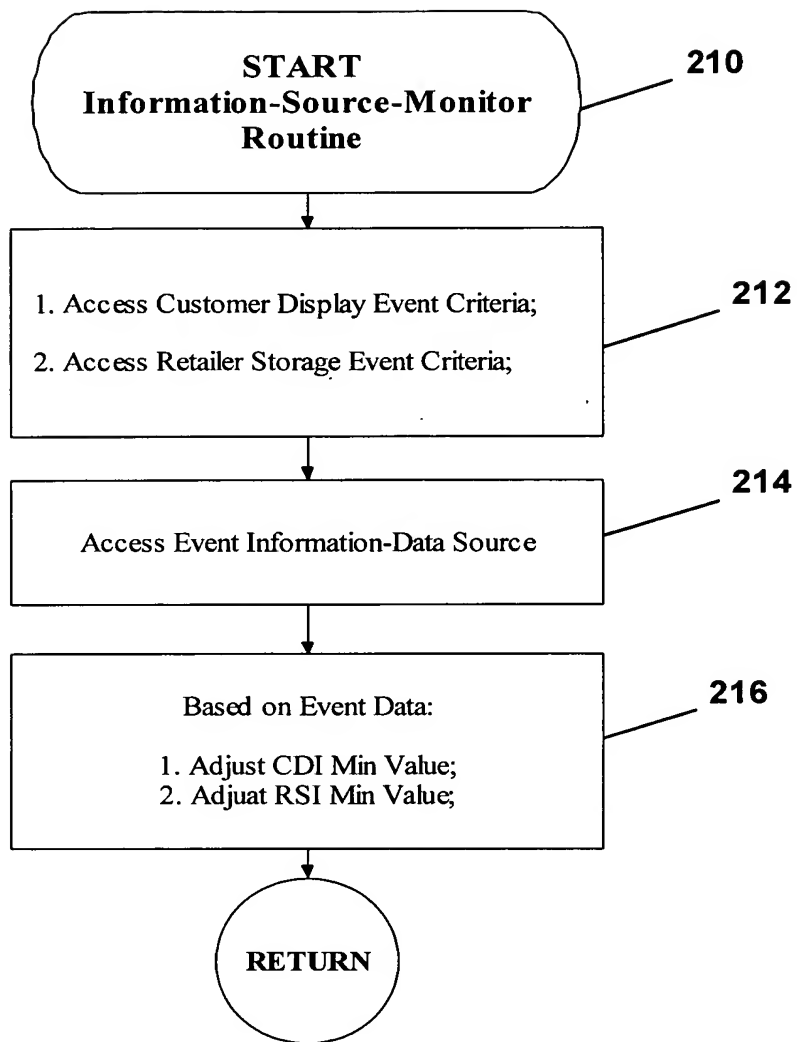 START
Information-Source-Monitor
Routine
210
1. Access Customer Display Event Criteria;
2. Access Retailer Storage Event Criteria;
212
Access Event Information-Data Source
214
Based on Event Data:
1. Adjust CDI Min Value;
2. Adjuat RSI Min Value;
216
RETURN